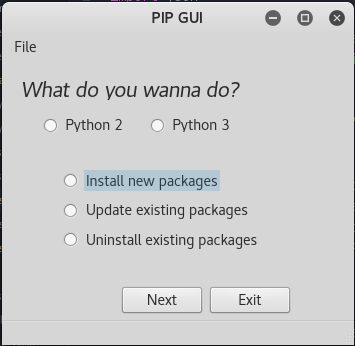 PIP GUI
File
What do you wanna do?
Python 2 Python 3
Install new packages
Update existing packages
Uninstall existing packages
Next Exit